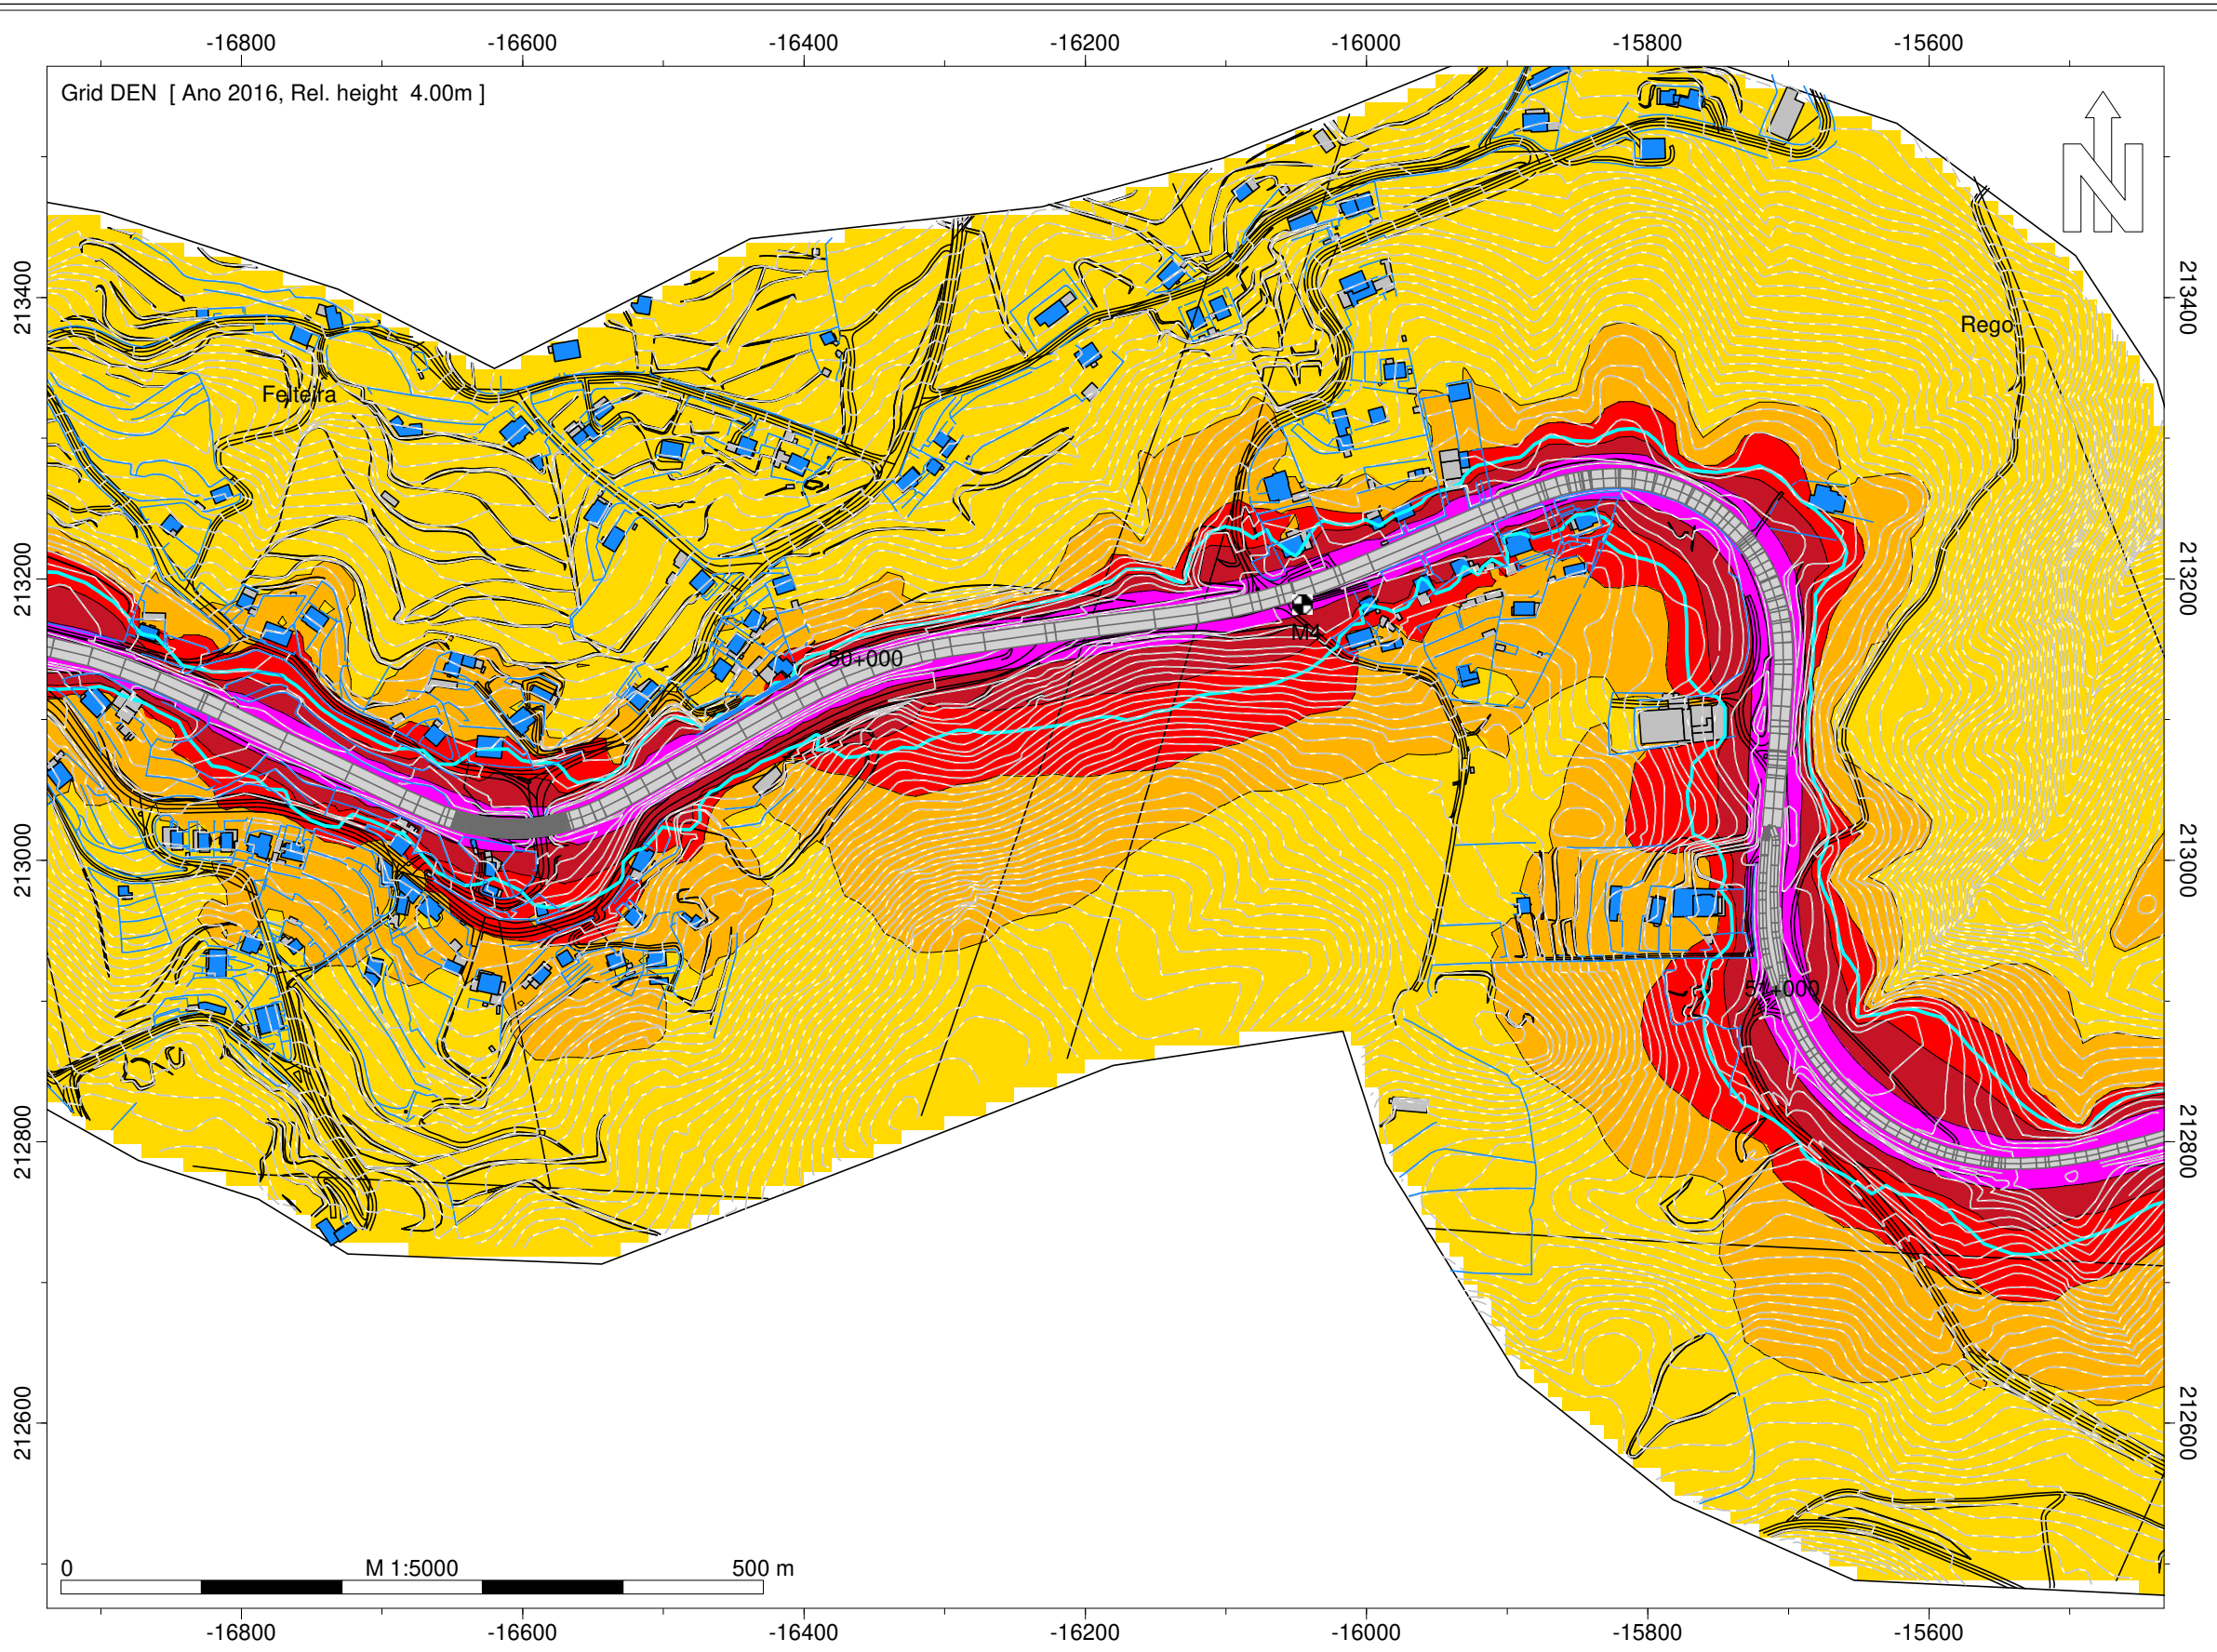 -16800 -16600 -16400 -16200 -16000 -15800 -15600
Grid DEN [ Ano 2016, Rel. height 4.00m ]
N
213400 213400
Rego
Felteira
213200 213200
M4
50+000
213000 213000
51+000
212800 212800
212600 212600
0 M 1:5000 500 m
-16800 -16600 -16400 -16200 -16000 -15800 -15600